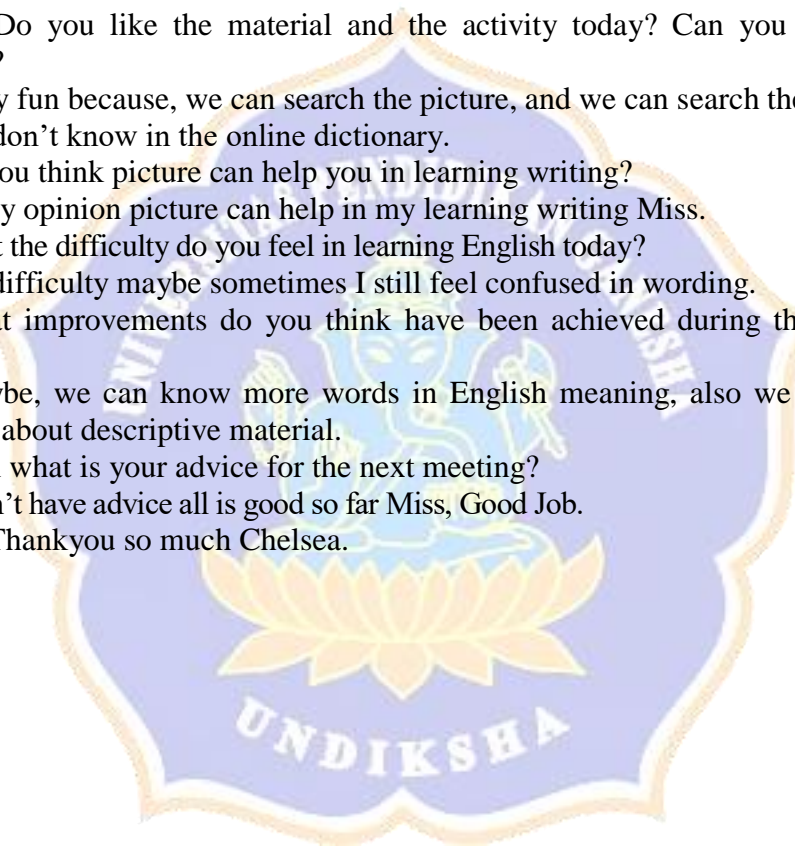 Do you like the material and the activity today? Can you
?
y fun because, we can search the picture, and we can search the
don’t know in the online dictionary.
ou think picture can help you in learning writing?
y opinion picture can help in my learning writing Miss.
t the difficulty do you feel in learning English today?
difficulty maybe sometimes I still feel confused in wording.
at improvements do you think have been achieved during th
ybe, we can know more words in English meaning, also we
about descriptive material.
what is your advice for the next meeting?
n’t have advice all is good so far Miss, Good Job.
Thankyou so much Chelsea.
UNIVERSITAS PENDIDIKAN GANESHA
UNDIKSHA